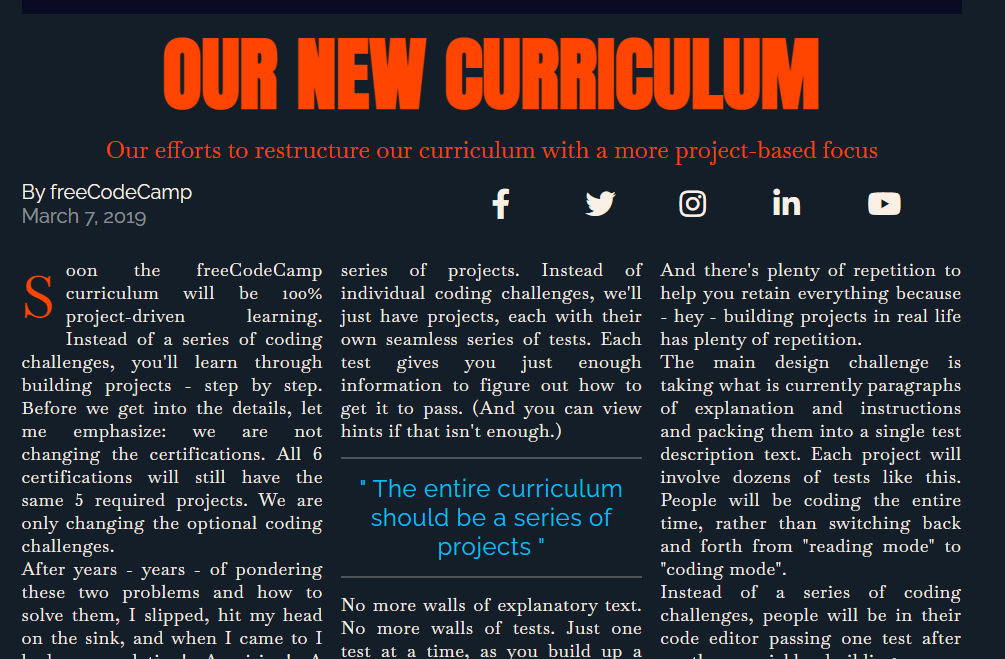 OUR NEW CURRICULUM
Our efforts to restructure our curriculum with a more project-based focus
By freeCodeCamp
March 7, 2019
Soon the freeCodeCamp
curriculum will be 100%
project-driven learning.
Instead of a series of coding
challenges, you'll learn through
building projects - step by step.
Before we get into the details, let
me emphasize: we are not
changing the certifications. All 6
certifications will still have the
same 5 required projects. We are
only changing the optional coding
challenges.
After years - years - of pondering
these two problems and how to
solve them, I slipped, hit my head
on the sink, and when I came to I
series of projects. Instead of
individual coding challenges, we'll
just have projects, each with their
own seamless series of tests. Each
test gives you just enough
information to figure out how to
get it to pass. (And you can view
hints if that isn't enough.)
" The entire curriculum
should be a series of
projects "
No more walls of explanatory text.
No more walls of tests. Just one
test at a time, as you build up a
And there's plenty of repetition to
help you retain everything because
- hey - building projects in real life
has plenty of repetition.
The main design challenge is
taking what is currently paragraphs
of explanation and instructions
and packing them into a single test
description text. Each project will
involve dozens of tests like this.
People will be coding the entire
time, rather than switching back
and forth from "reading mode" to
"coding mode".
Instead of a series of coding
challenges, people will be in their
code editor passing one test after